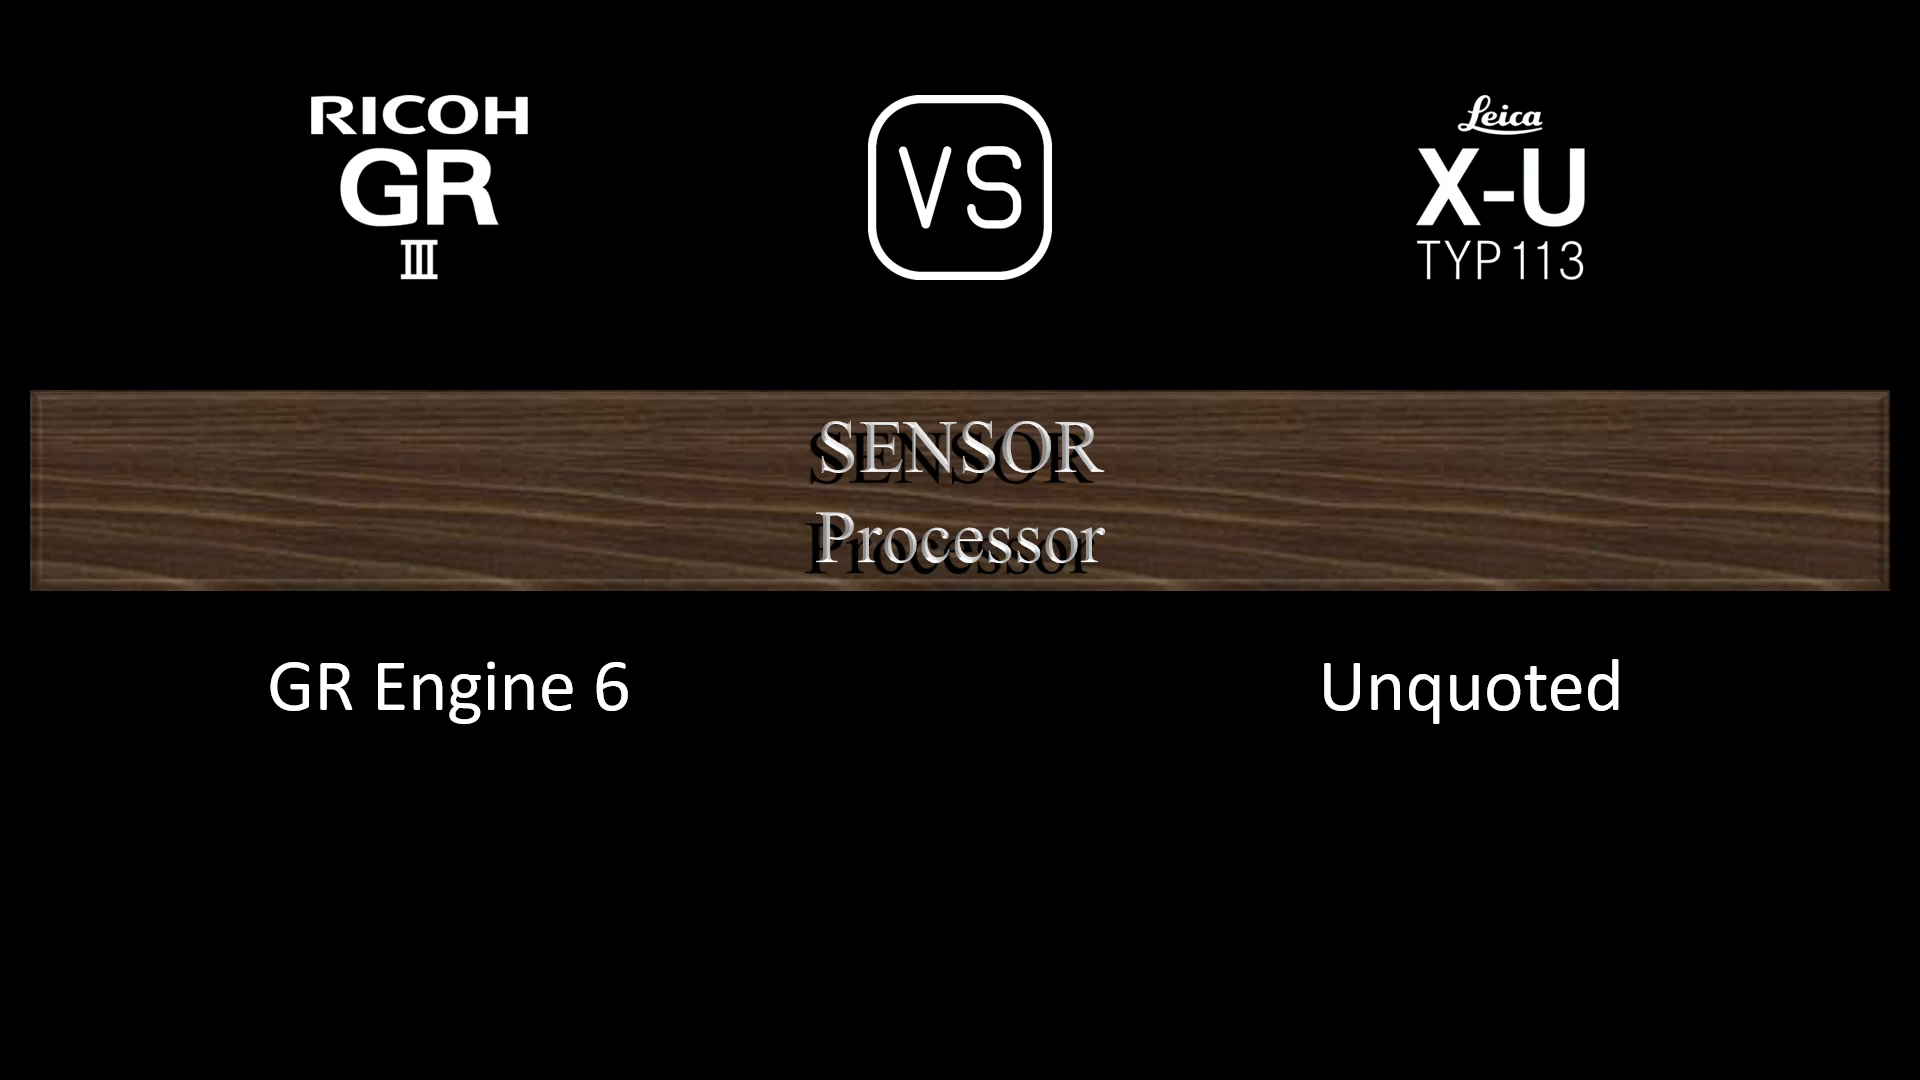 RICOH
GR
III
VS
Leica
X-U
TYP 113
SENSOR
Processor
GR Engine 6
Unquoted